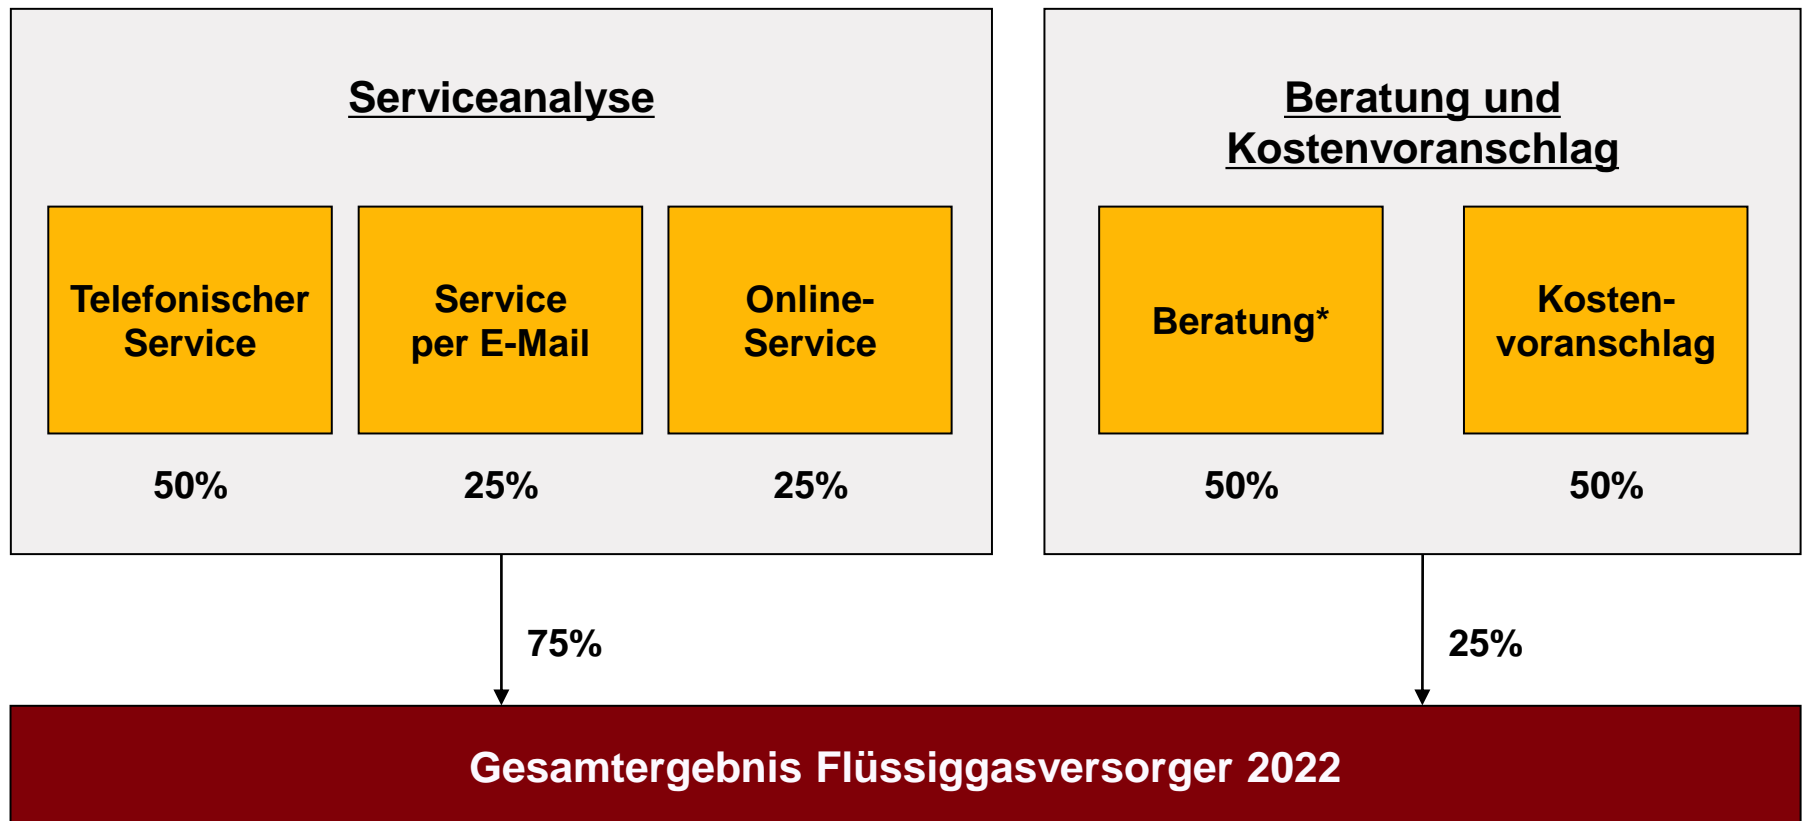 Serviceanalyse
Telefonischer
Service
50%
Service
per E-Mail
25%
Online-
Service
25%
75%
Beratung und
Kostenvoranschlag
Beratung*
50%
Kosten-
voranschlag
50%
25%
Gesamtergebnis Flüssiggasversorger 2022